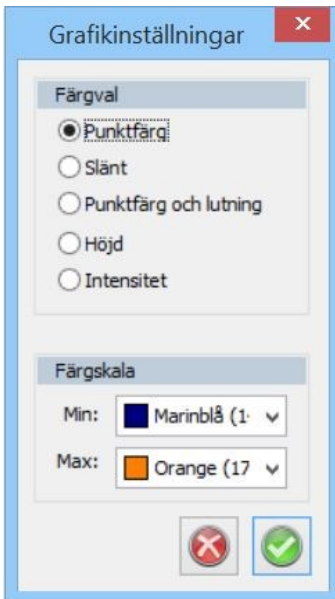 Grafikinställningar
Färgval
Punktfärg
Slänt
Punktfärg och lutning
Höjd
Intensitet
Färgskala
Min: Marinblå (1
Max: Orange (17